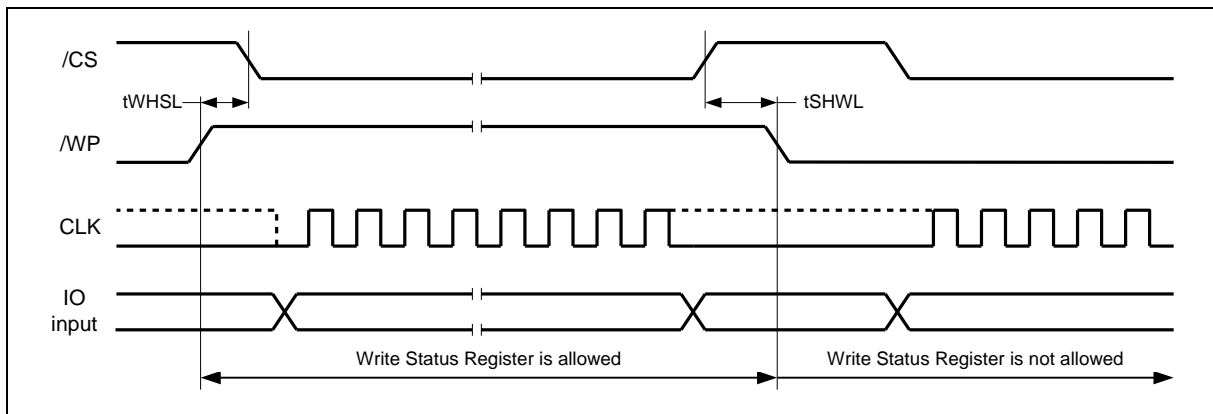 /CS
tWHSL
tSHWL
/WP
CLK
IO
input
Write Status Register is allowed
Write Status Register is not allowed